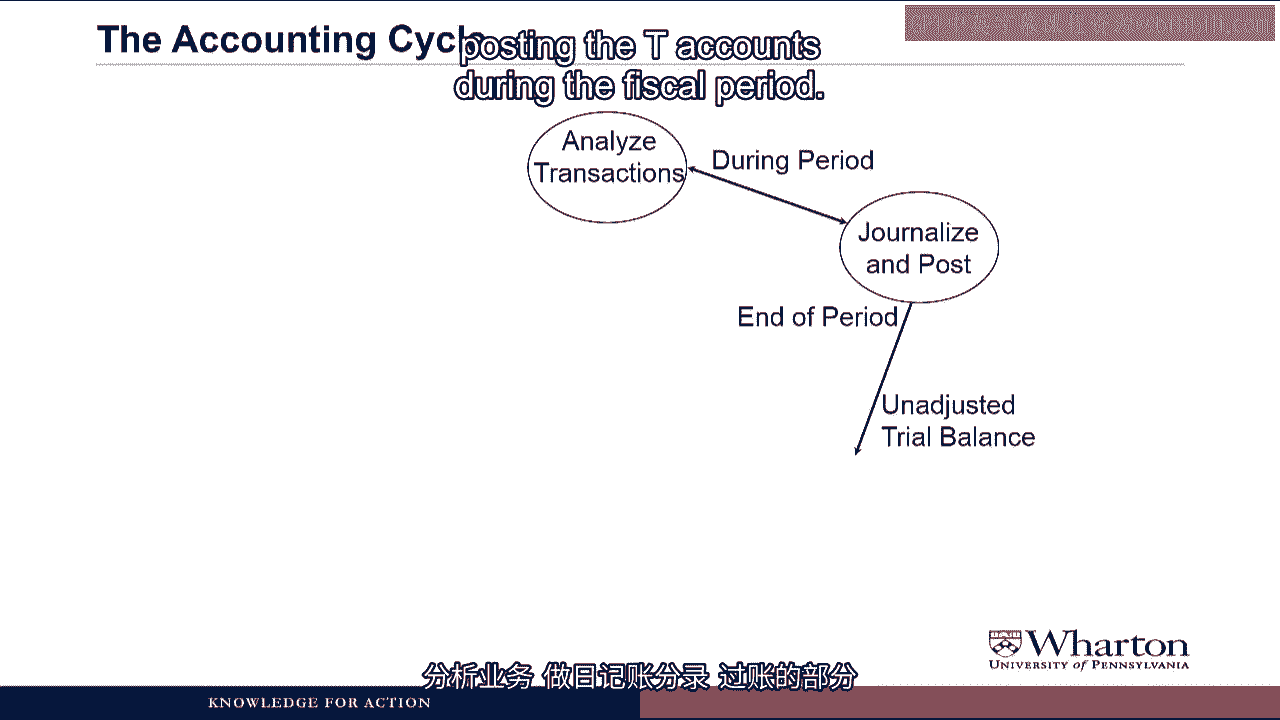 The Accounting Cycle
posting the T accounts
during the fiscal period.
Analyze
Transactions
During Period
Journalize
and Post
End of Period
Unadjusted
Trial Balance
Wharton
UNIVERSITY of PENNSYLVANIA
分析业务 做日记账分录 过账的部分
KNOWLEDGE FOR ACTION